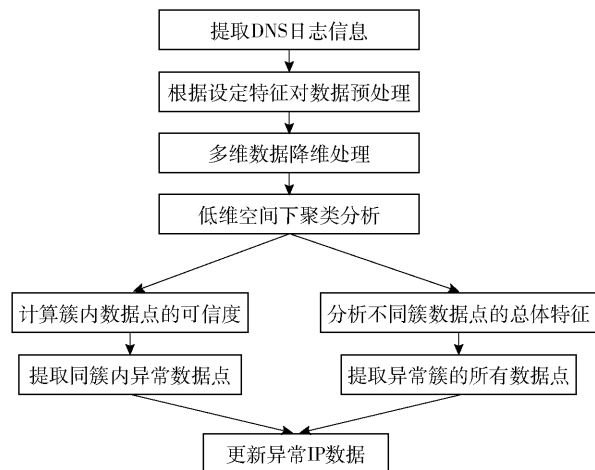 提取DNS日志信息
根据设定特征对数据预处理
多维数据降维处理
低维空间下聚类分析
计算簇内数据点的可信度
分析不同簇数据点的总体特征
提取同簇内异常数据点
提取异常簇的所有数据点
更新异常IP数据